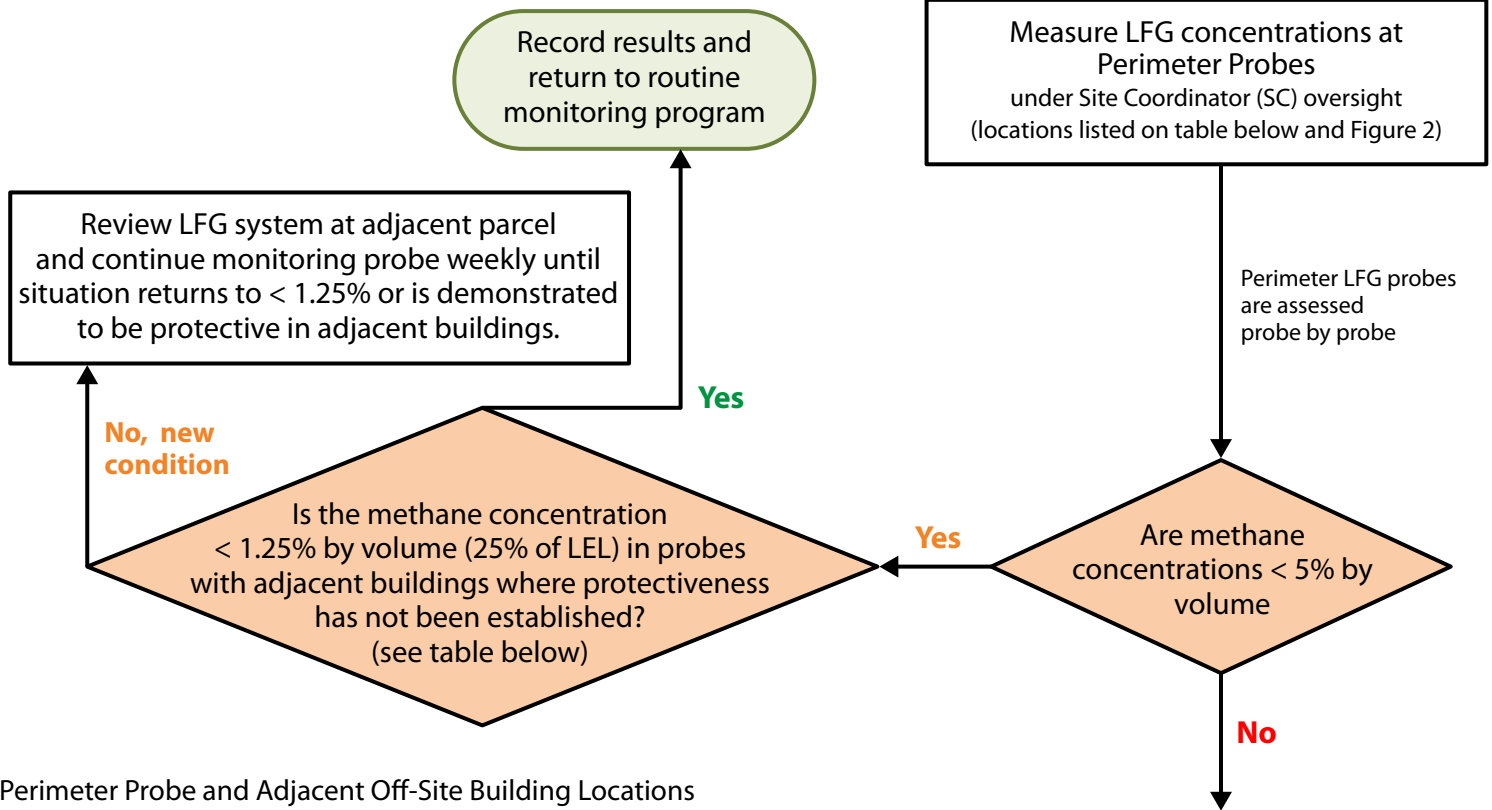 Measure LFG concentrations at
Perimeter Probes
under Site Coordinator (SC) oversight
(locations listed on table below and Figure 2)
Perimeter LFG probes
are assessed
probe by probe
Are methane
concentrations < 5% by
volume
No
Yes
Is the methane concentration
< 1.25% by volume (25% of LEL) in probes
with adjacent buildings where protectiveness
has not been established?
(see table below)
Yes
Record results and
return to routine
monitoring program
No, new
condition
Review LFG system at adjacent parcel
and continue monitoring probe weekly until
situation returns to < 1.25% or is demonstrated
to be protective in adjacent buildings.
Perimeter Probe and Adjacent Off-Site Building Locations